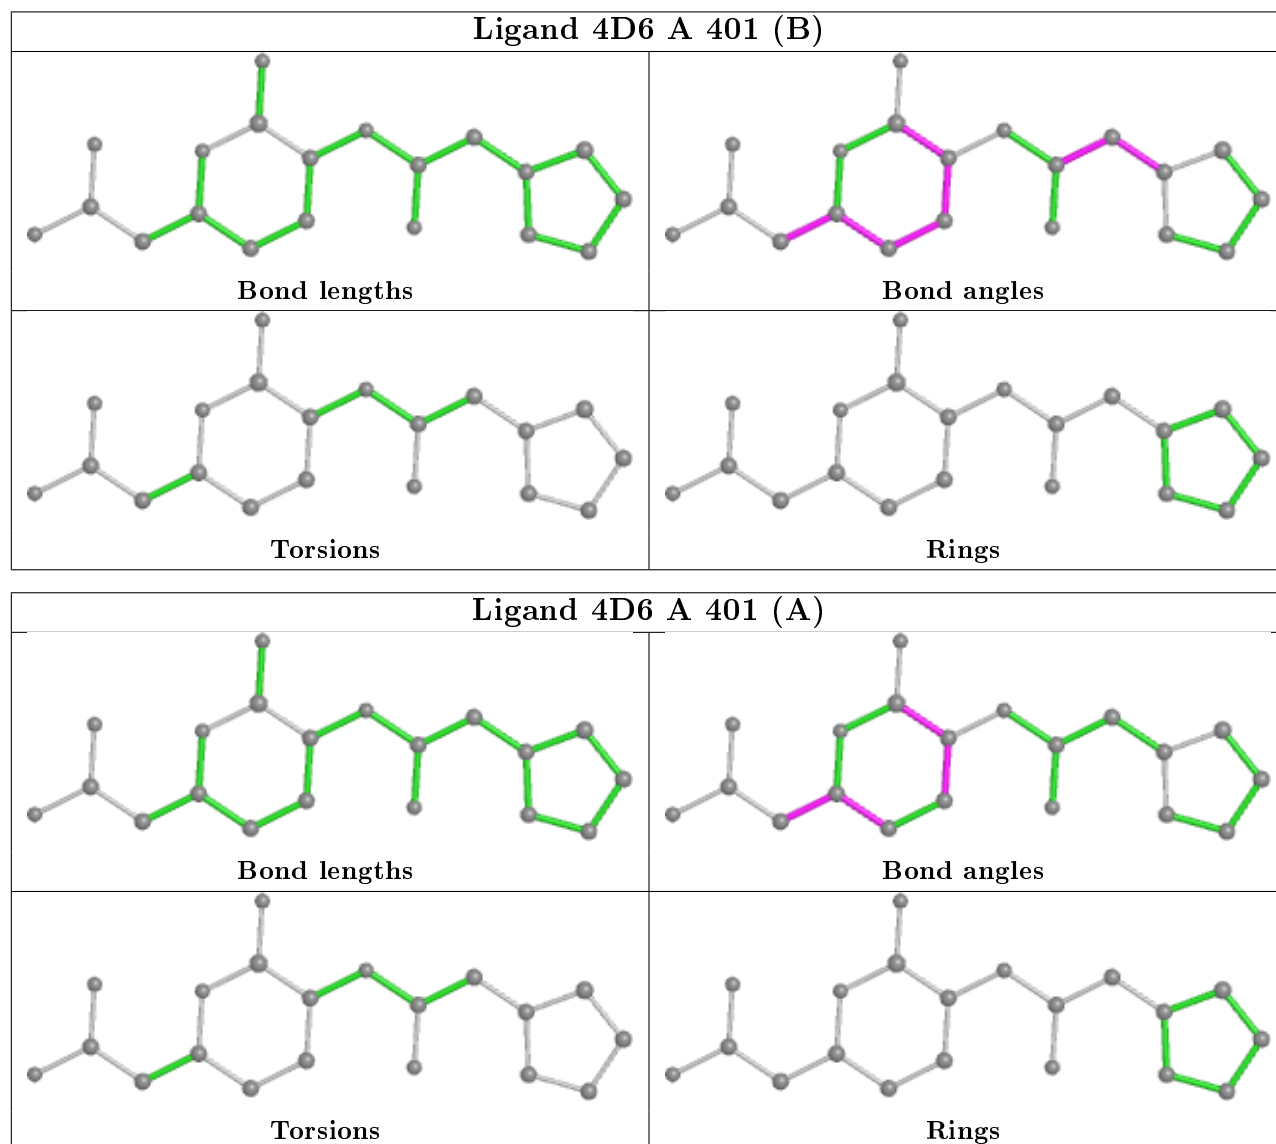 Ligand 4D6 A 401 (B)
Bond lengths
Bond angles
Torsions
Rings
Ligand 4D6 A 401 (A)
Bond lengths
Bond angles
Torsions
Rings